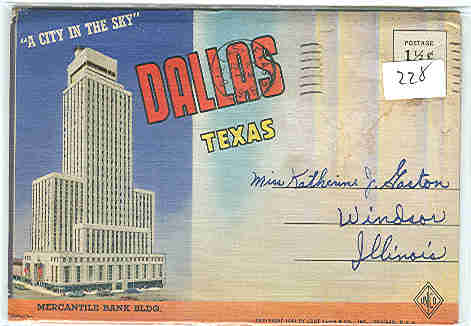 "A CITY IN THE SKY"
DALLAS
TEXAS
POSTAGE
1½¢
228
Miss Katherine J. Gaston
Windsor
Illinois
MERCANTILE BANK BLDG.